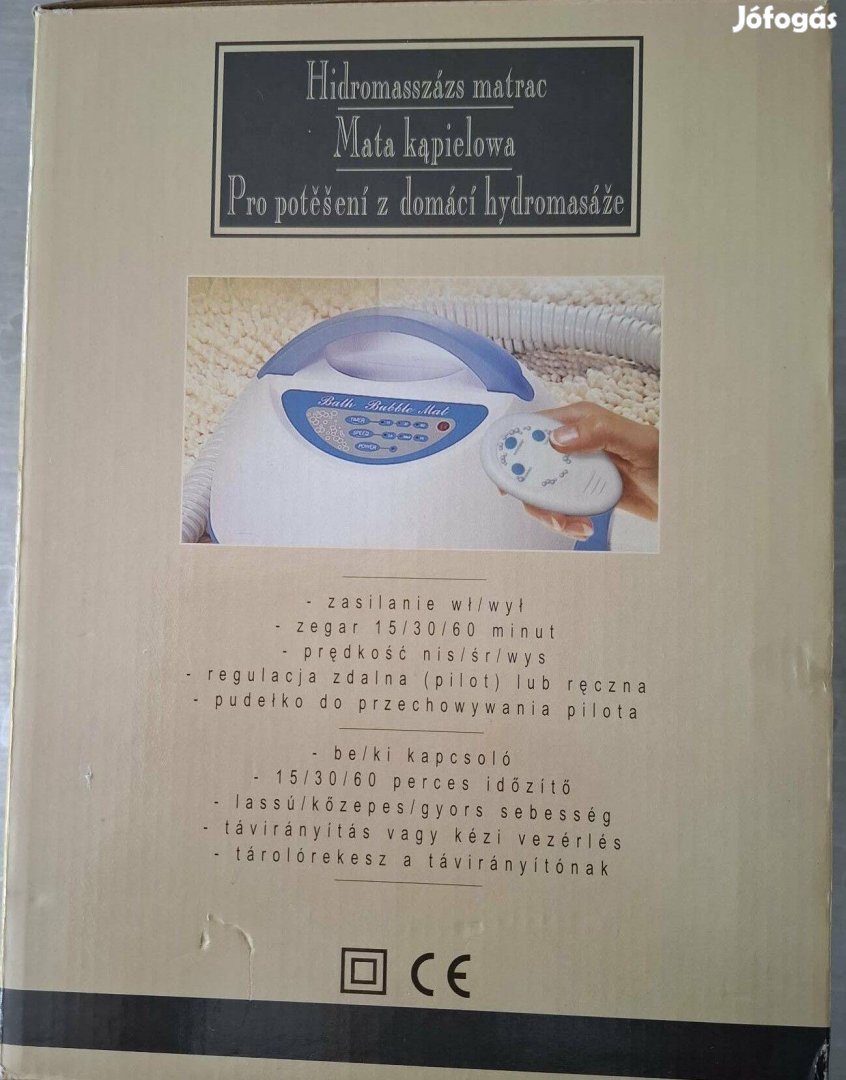 Jófogás
Hidromasszázs matrac
Mata kąpielowa
Pro potěšení z domácí hydromasáže
Bath Bubble Mat
TIMER
SPEED
POWER
- zasilanie wł/wył
- zegar 15/30/60 minut
- prędkość nis/śr/wys
- regulacja zdalna (pilot) lub ręczna
- pudełko do przechowywania pilota
- be/ki kapcsoló
- 15/30/60 perces időzítő
- lassú/kőzepes/gyors sebesség
- távirányítás vagy kézi vezérlés
- tárolórekesz a távirányítónak
CE